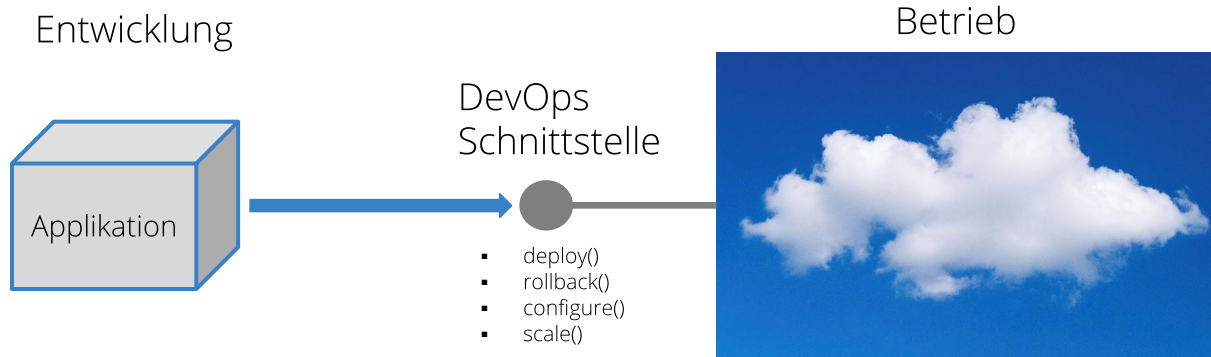 Entwicklung
Betrieb
DevOps
Schnittstelle
Applikation
▪ deploy()
▪ rollback()
▪ configure()
▪ scale()